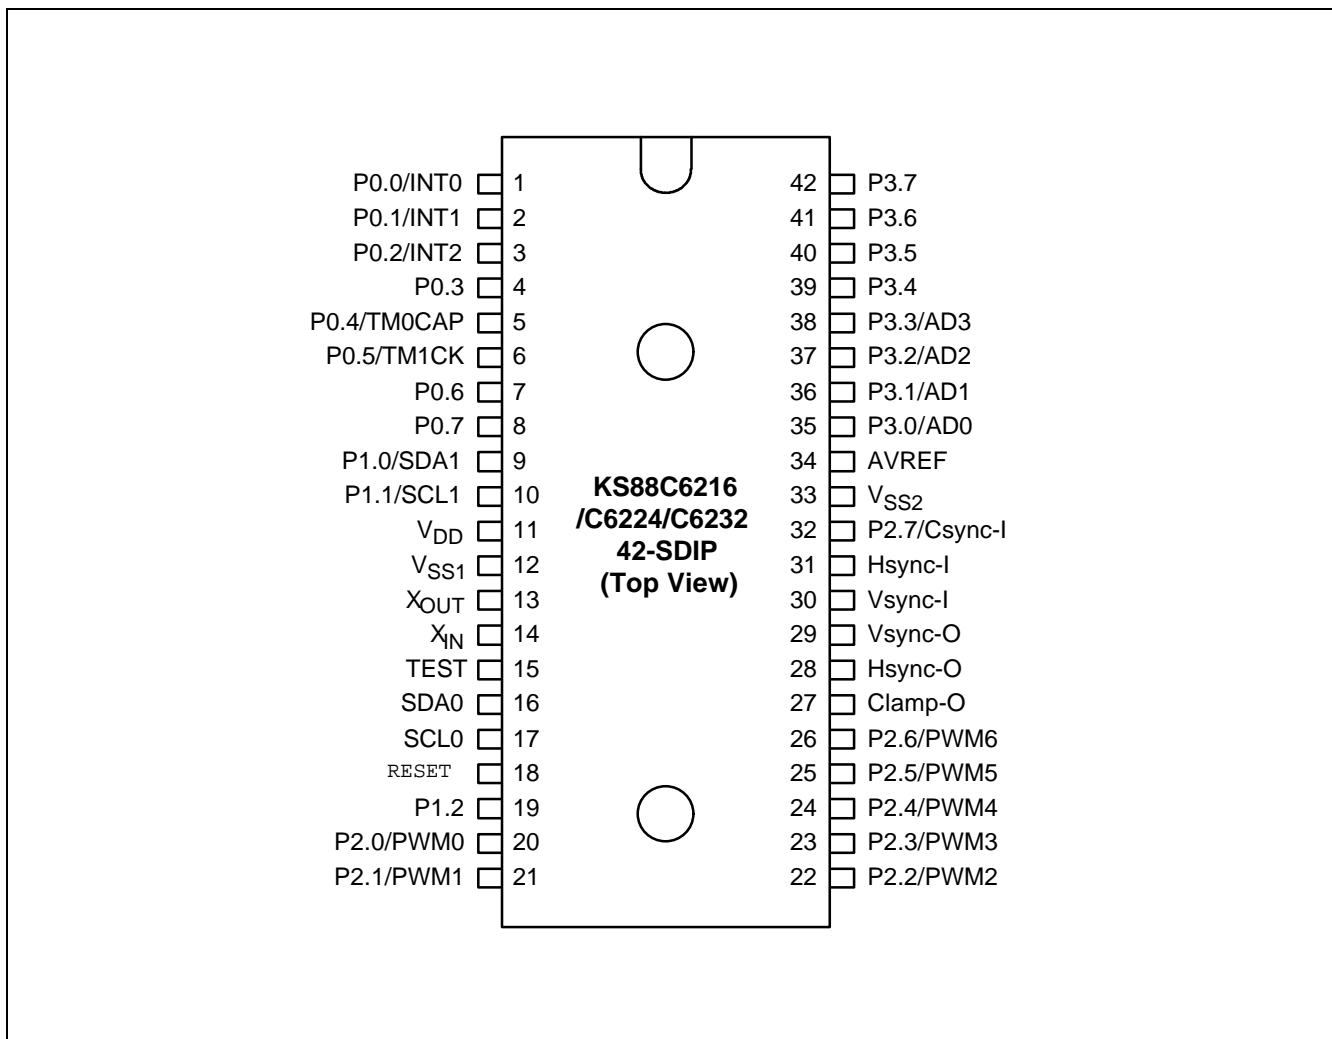 P0.0/INT0 1
P0.1/INT1 2
P0.2/INT2 3
P0.3 4
P0.4/TM0CAP 5
P0.5/TM1CK 6
P0.6 7
P0.7 8
P1.0/SDA1 9
P1.1/SCL1 10
VDD 11
VSS1 12
XOUT 13
XIN 14
TEST 15
SDA0 16
SCL0 17
RESET 18
P1.2 19
P2.0/PWM0 20
P2.1/PWM1 21
KS88C6216
/C6224/C6232
42-SDIP
(Top View)
42 P3.7
41 P3.6
40 P3.5
39 P3.4
38 P3.3/AD3
37 P3.2/AD2
36 P3.1/AD1
35 P3.0/AD0
34 AVREF
33 VSS2
32 P2.7/Csync-I
31 Hsync-I
30 Vsync-I
29 Vsync-O
28 Hsync-O
27 Clamp-O
26 P2.6/PWM6
25 P2.5/PWM5
24 P2.4/PWM4
23 P2.3/PWM3
22 P2.2/PWM2